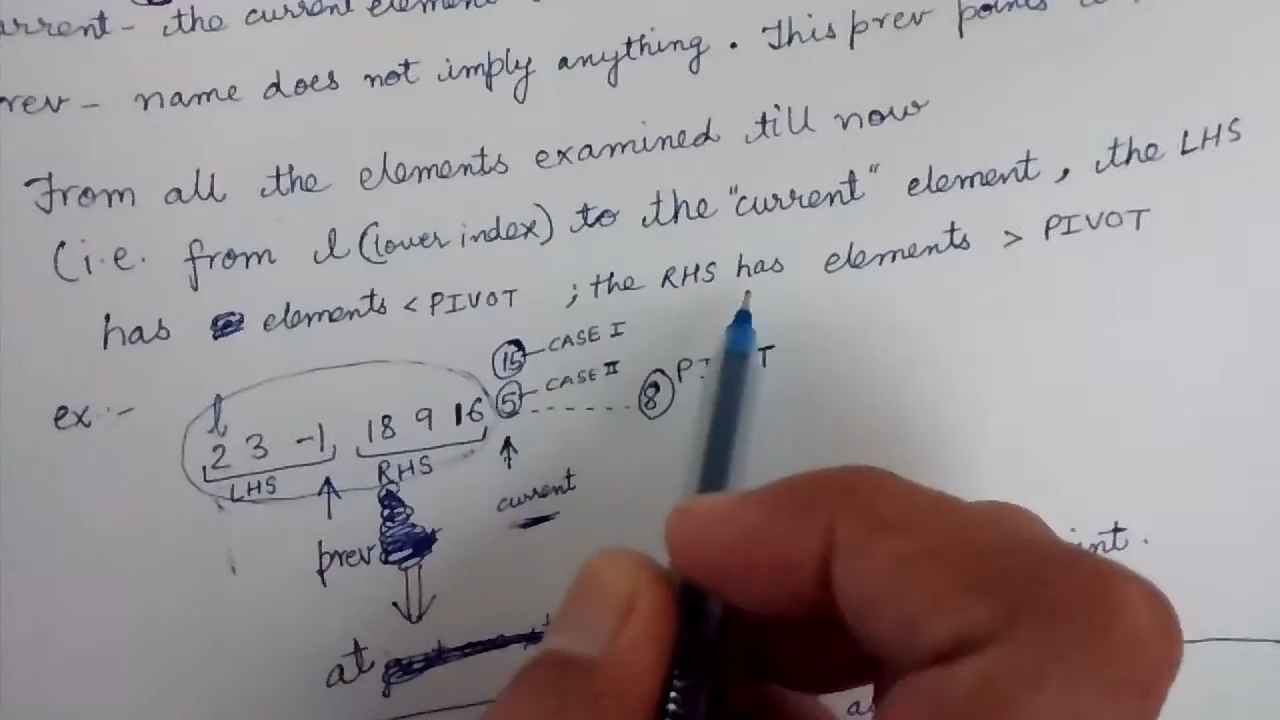 the current element
prev - name does not imply anything. This prev points
From all the elements examined till now
(i.e. from l (lower index) to the "current" element, the LHS
has elements < PIVOT ; the RHS has elements > PIVOT
15 - CASE I
5 - CASE II
ex :- l
2 3 -1 18 9 16 5 ------ 8
LHS RHS
current
prev
at